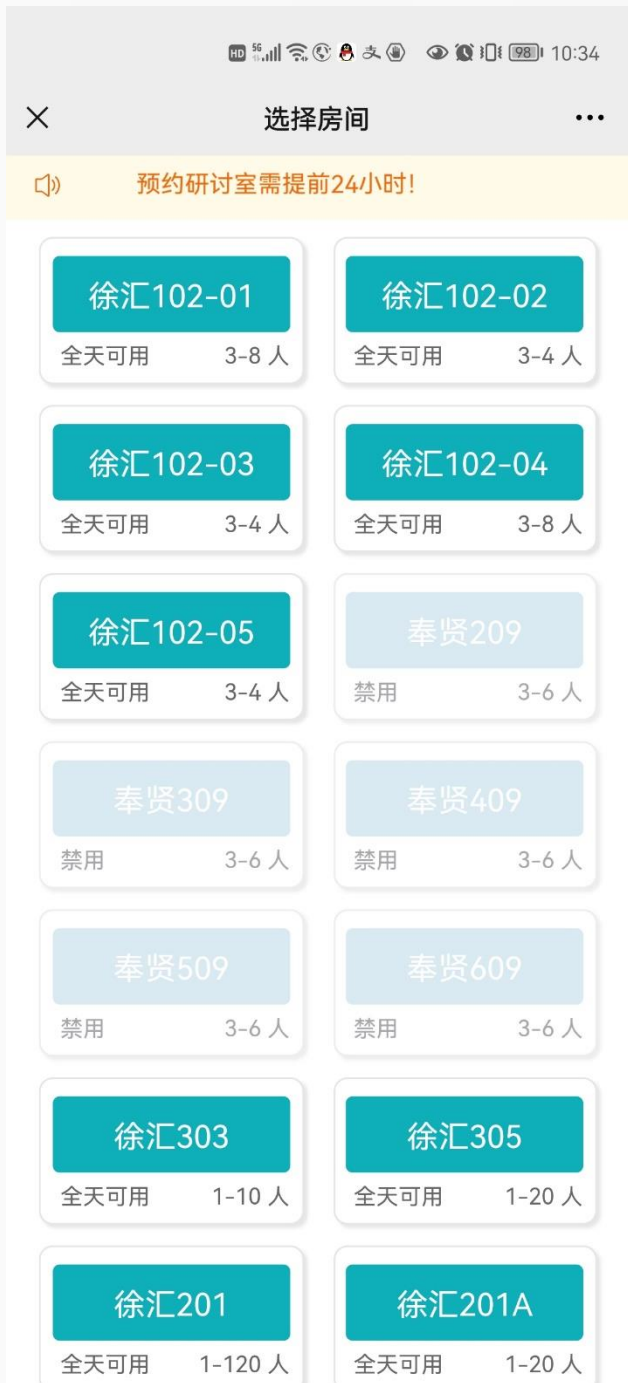 HD 5G 98 10:34
选择房间
预约研讨室需提前24小时!
徐汇102-01 徐汇102-02
全天可用 3-8 人 全天可用 3-4 人
徐汇102-03 徐汇102-04
全天可用 3-4 人 全天可用 3-8 人
徐汇102-05 奉贤209
全天可用 3-4 人 禁用 3-6 人
奉贤309 奉贤409
禁用 3-6 人 禁用 3-6 人
奉贤509 奉贤609
禁用 3-6 人 禁用 3-6 人
徐汇303 徐汇305
全天可用 1-10 人 全天可用 1-20 人
徐汇201 徐汇201A
全天可用 1-120 人 全天可用 1-20 人